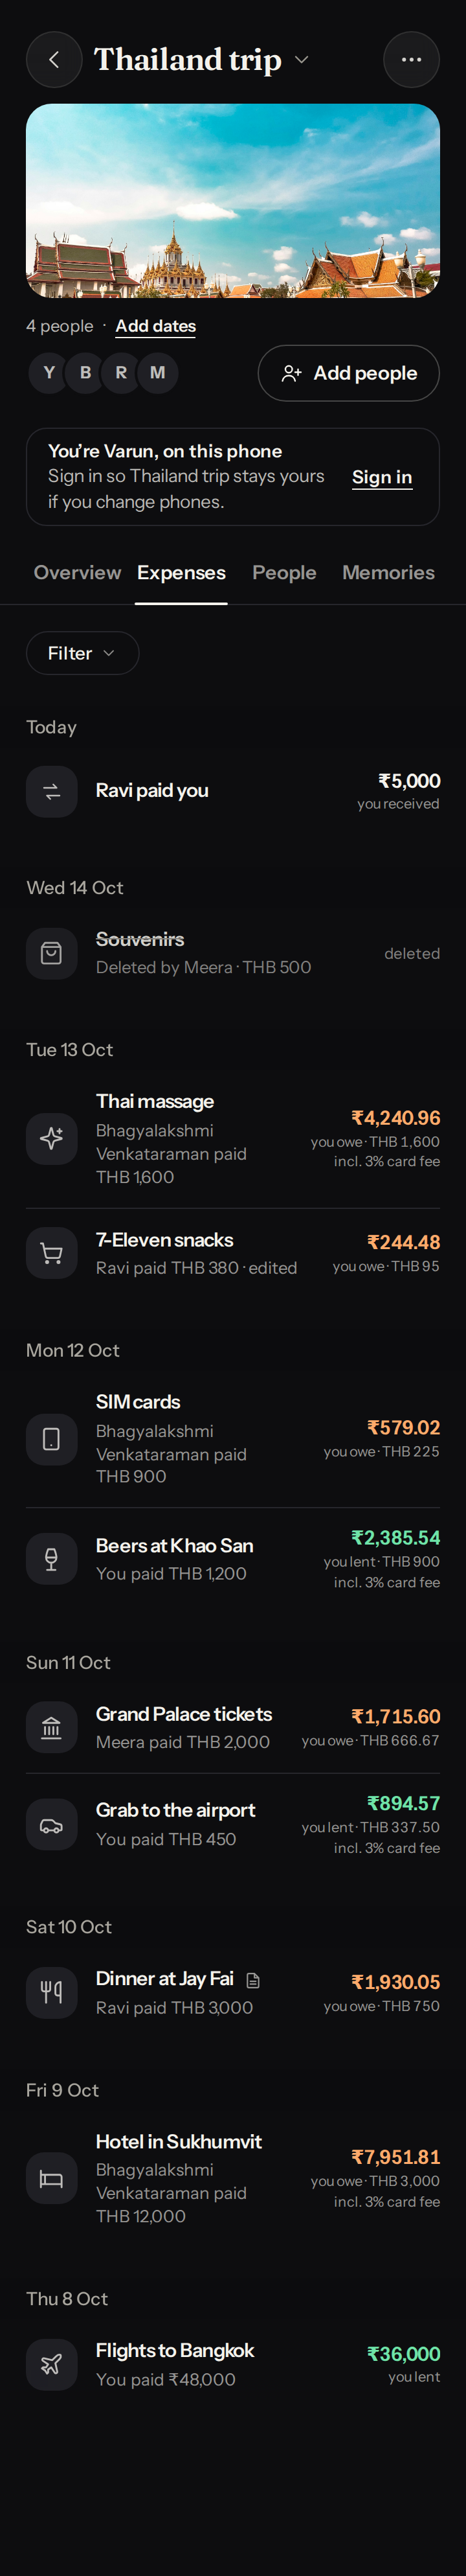 Thailand trip
4 people · Add dates
Y B R M
Add people
You're Varun, on this phone
Sign in so Thailand trip stays yours
if you change phones.
Sign in
Overview Expenses People Memories
Filter
Today
Ravi paid you
₹5,000
you received
Wed 14 Oct
Souvenirs
Deleted by Meera · THB 500
deleted
Tue 13 Oct
Thai massage
Bhagyalakshmi
Venkataraman paid
THB 1,600
₹4,240.96
you owe · THB 1,600
incl. 3% card fee
7-Eleven snacks
Ravi paid THB 380 · edited
₹244.48
you owe · THB 95
Mon 12 Oct
SIM cards
Bhagyalakshmi
Venkataraman paid
THB 900
₹579.02
you owe · THB 225
Beers at Khao San
You paid THB 1,200
₹2,385.54
you lent · THB 900
incl. 3% card fee
Sun 11 Oct
Grand Palace tickets
Meera paid THB 2,000
₹1,715.60
you owe · THB 666.67
Grab to the airport
You paid THB 450
₹894.57
you lent · THB 337.50
incl. 3% card fee
Sat 10 Oct
Dinner at Jay Fai
Ravi paid THB 3,000
₹1,930.05
you owe · THB 750
Fri 9 Oct
Hotel in Sukhumvit
Bhagyalakshmi
Venkataraman paid
THB 12,000
₹7,951.81
you owe · THB 3,000
incl. 3% card fee
Thu 8 Oct
Flights to Bangkok
You paid ₹48,000
₹36,000
you lent